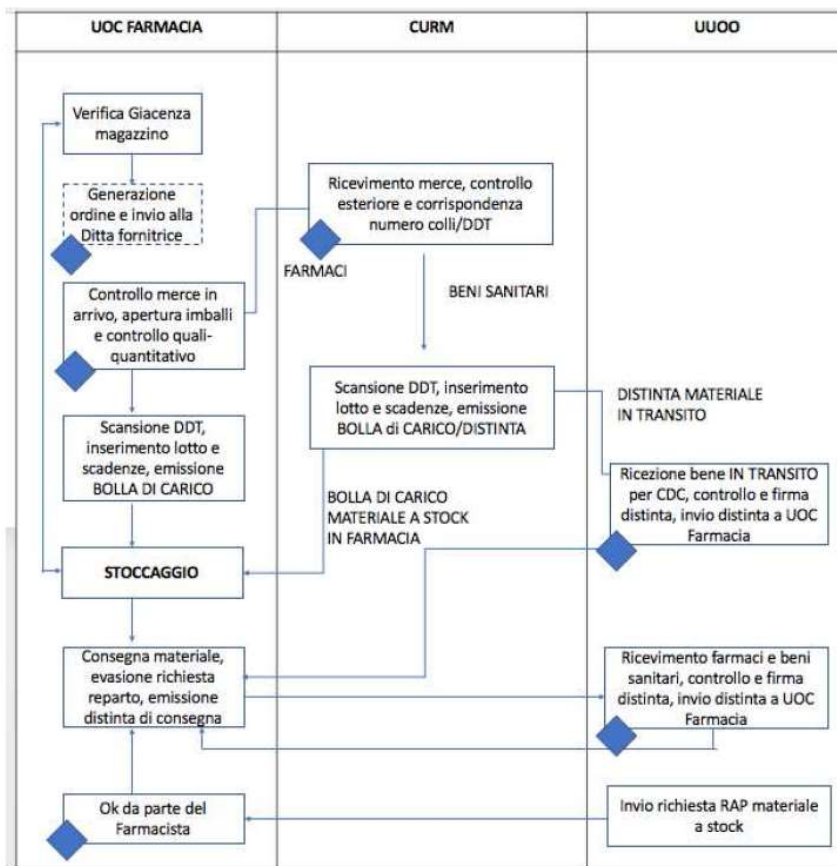 UOC FARMACIA
CURM
UUOO
Verifica Giacenza
magazzino
Generazione
ordine e invio alla
Ditta fornitrice
Ricevimento merce, controllo
esteriore e corrispondenza
numero colli/DDT
FARMACI
BENI SANITARI
Controllo merce in
arrivo, apertura imballi
e controllo quali-
quantitativo
Scansione DDT, inserimento
lotto e scadenze, emissione
BOLLA di CARICO/DISTINTA
DISTINTA MATERIALE
IN TRANSITO
Scansione DDT,
inserimento lotto e
scadenze, emissione
BOLLA DI CARICO
BOLLA DI CARICO
MATERIALE A STOCK
IN FARMACIA
Ricezione bene IN TRANSITO
per CDC, controllo e firma
distinta, invio distinta a UOC
Farmacia
STOCCAGGIO
Consegna materiale,
evasione richiesta
reparto, emissione
distinta di consegna
Ricevimento farmaci e beni
sanitari, controllo e firma
distinta, invio distinta a UOC
Farmacia
Ok da parte del
Farmacista
Invio richiesta RAP materiale
a stock